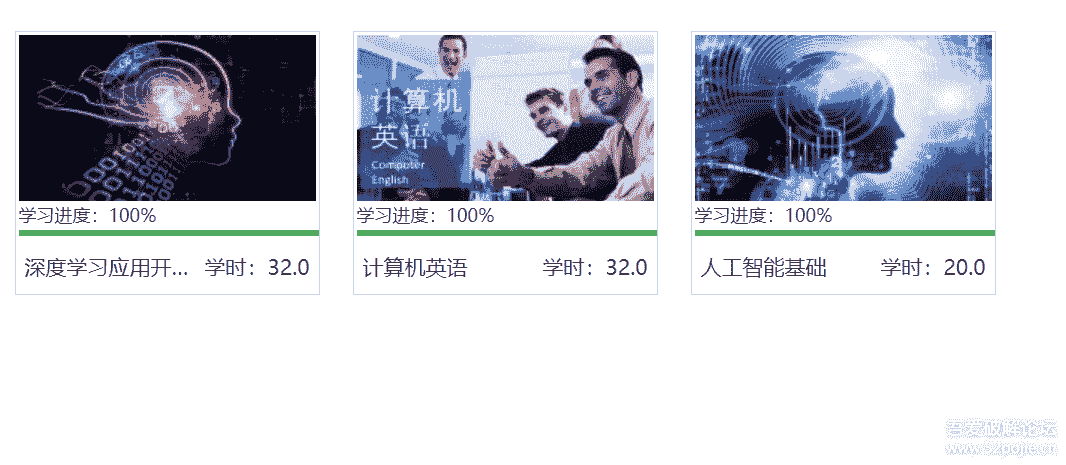 计算机
英语
Computer
English
学习进度：100%
学习进度：100%
学习进度：100%
深度学习应用开... 学时：32.0
计算机英语 学时：32.0
人工智能基础 学时：20.0
吾爱破解论坛
www.52pojie.cn